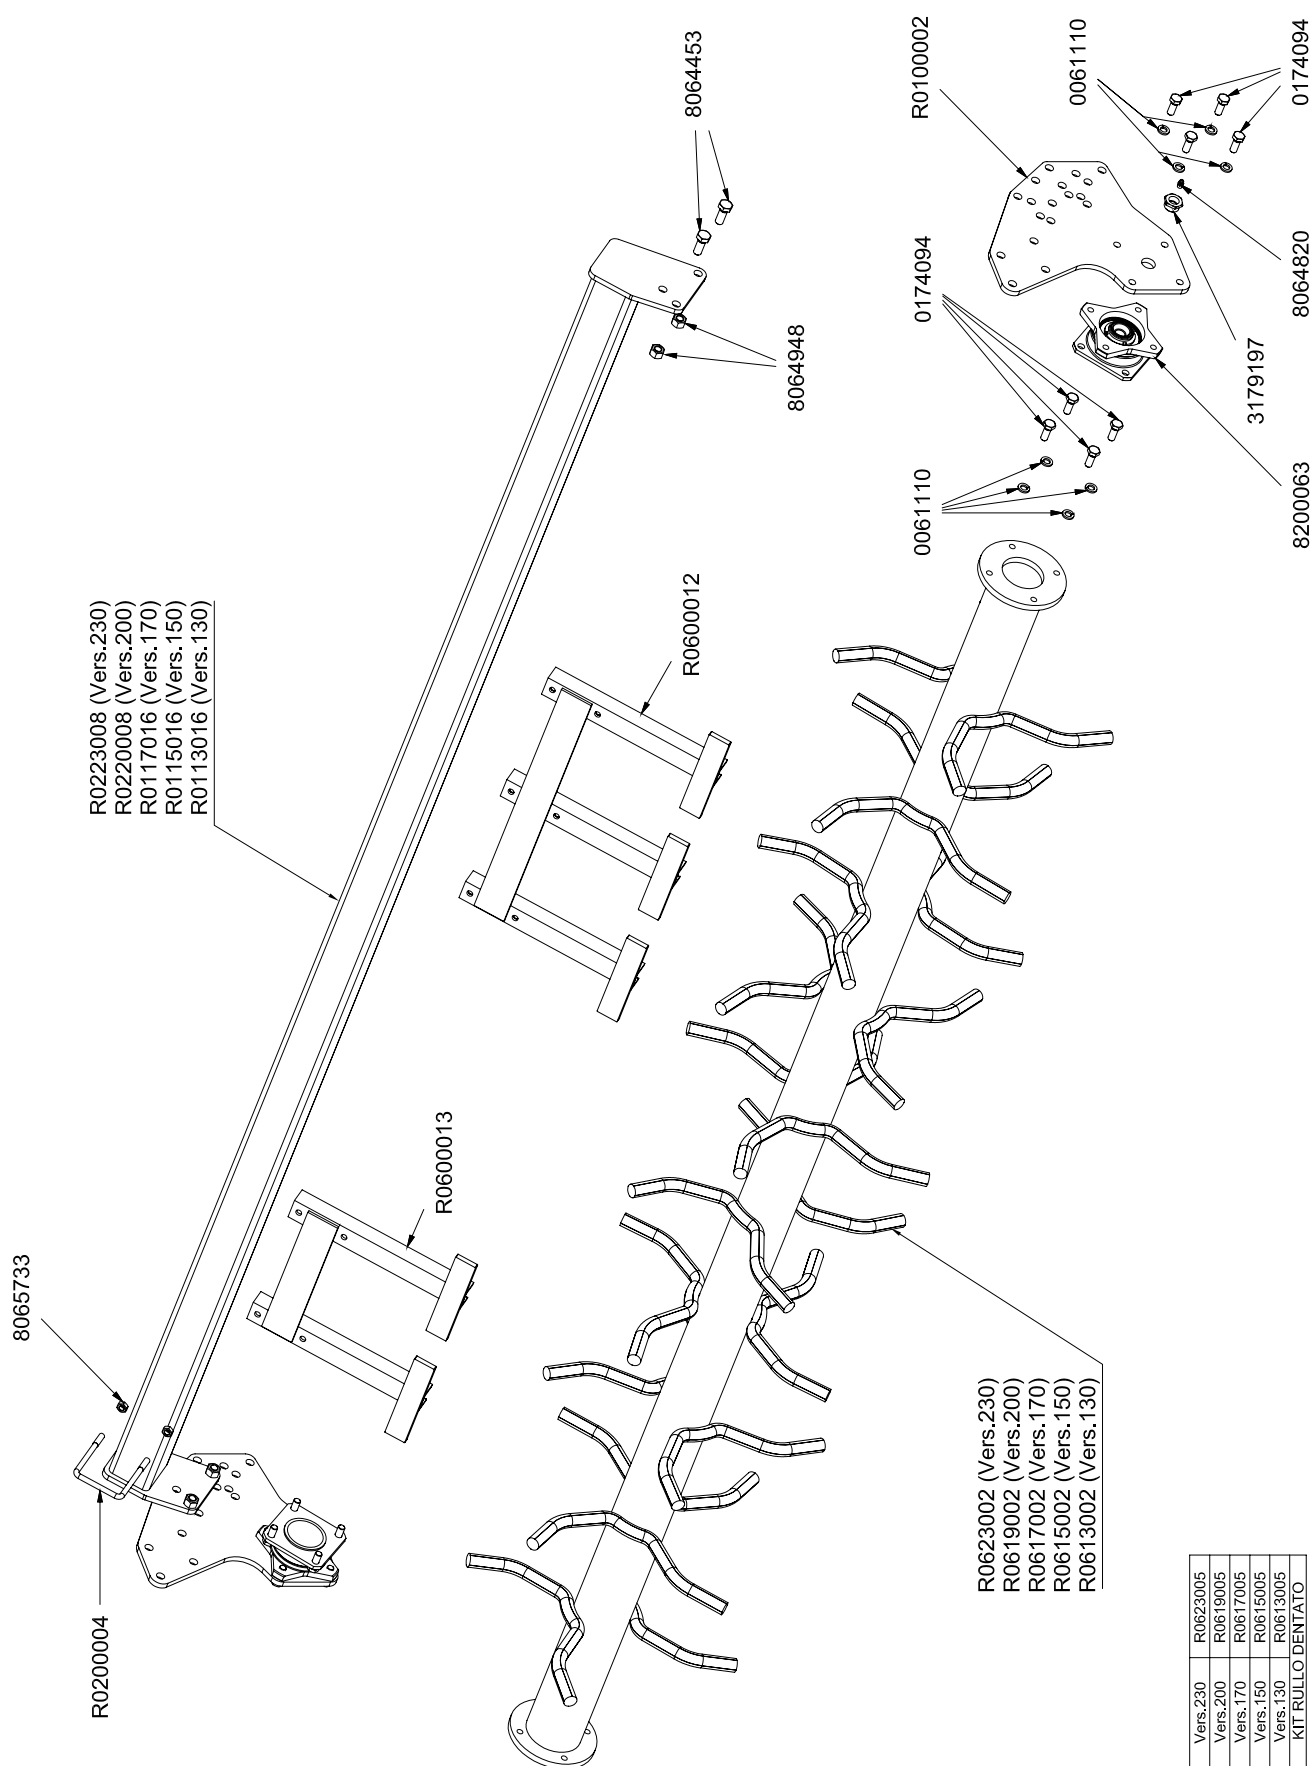 8065733
R0200004
R0223008 (Vers.230)
R0220008 (Vers.200)
R0117016 (Vers.170)
R0115016 (Vers.150)
R0113016 (Vers.130)
R0600013
R0600012
8064453
8064948
R0100002
0061110
0174094
0174094
0061110
8064820
3179197
8200063
R0623002 (Vers.230)
R0619002 (Vers.200)
R0617002 (Vers.170)
R0615002 (Vers.150)
R0613002 (Vers.130)
Vers.230 R0623005
Vers.200 R0619005
Vers.170 R0617005
Vers.150 R0615005
Vers.130 R0613005
KIT RULLO DENTATO